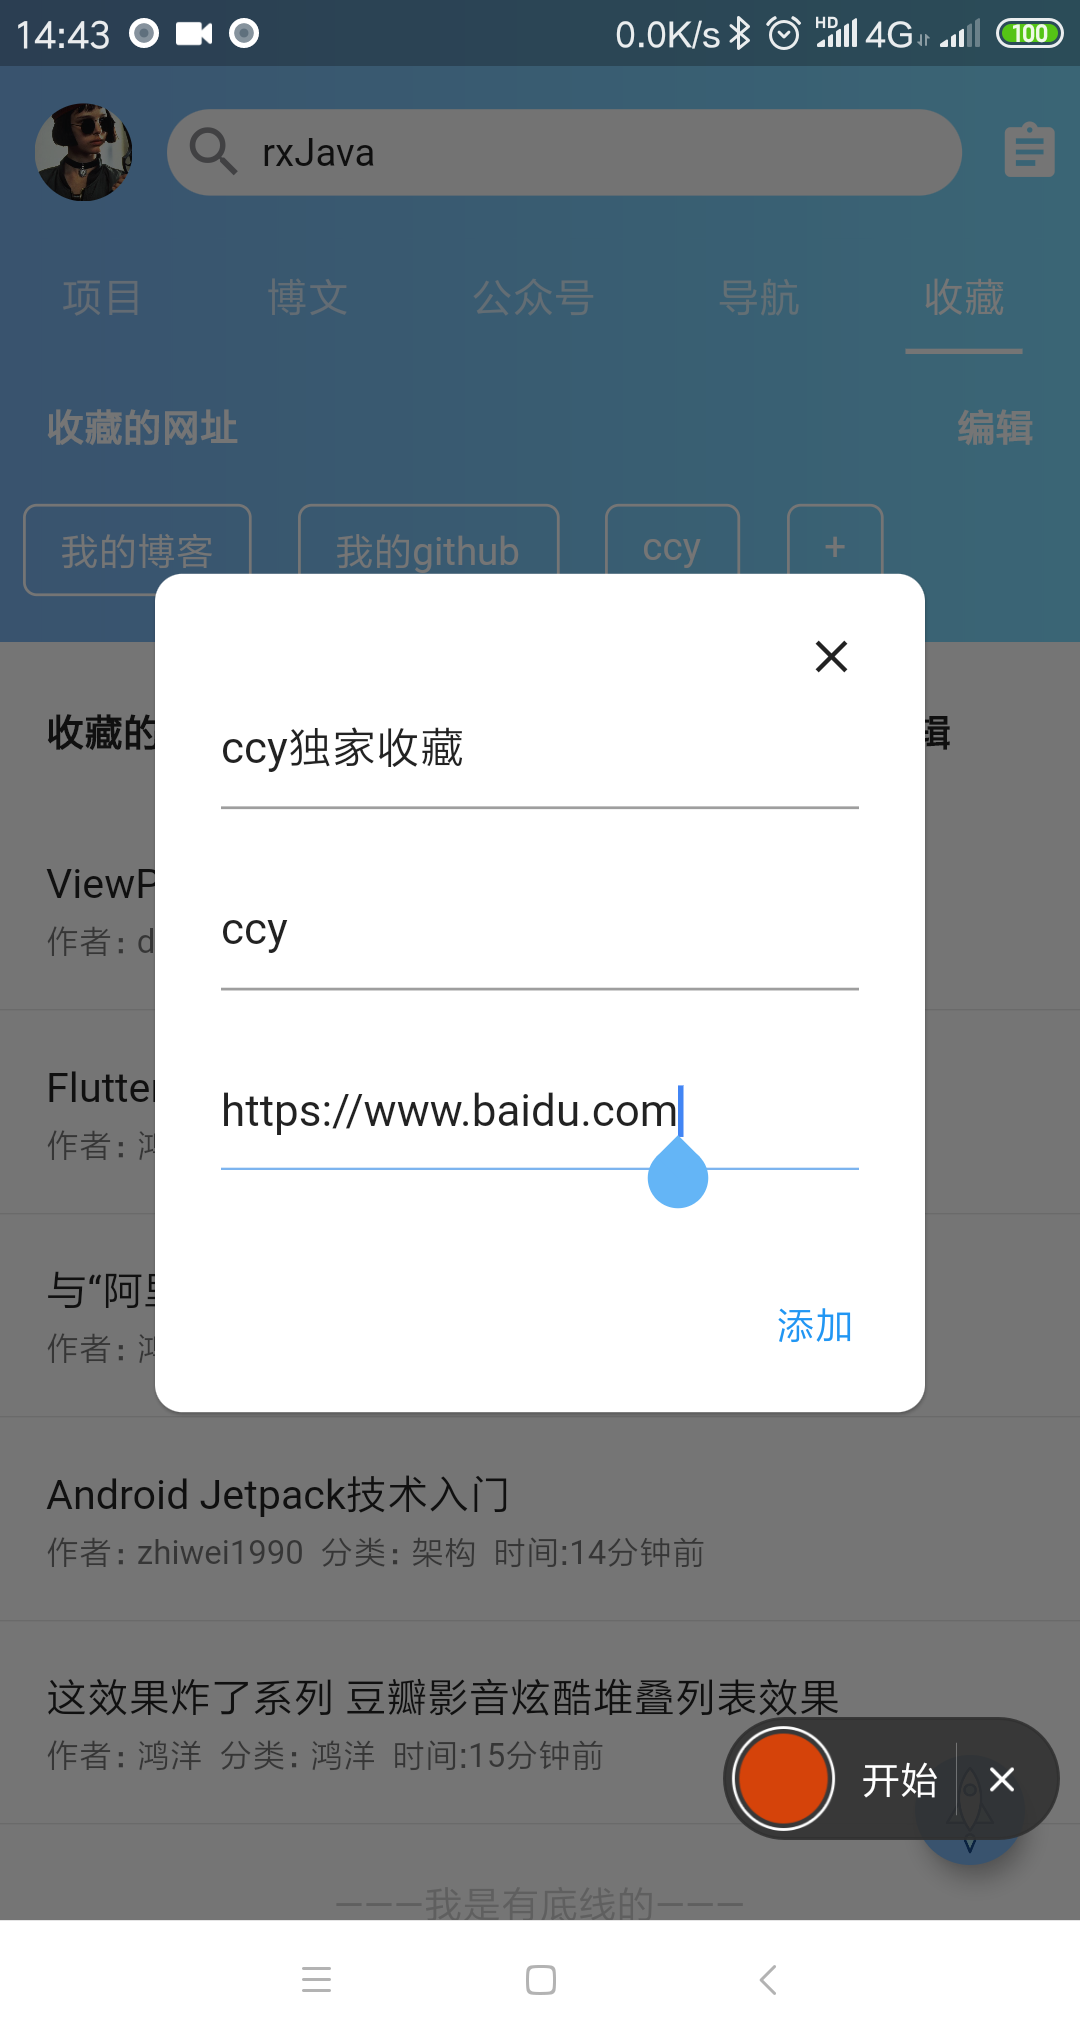 14:43 0.0K/s HD 4G 100
rxJava
项目 博文 公众号 导航 收藏
收藏的网址 编辑
我的博客 我的github ccy +
收藏的 辑
ccy独家收藏
ViewP
作者: d
ccy
Flutter
作者: 鸿
https://www.baidu.com
与“阿里
作者: 鸿
添加
Android Jetpack技术入门
作者: zhiwei1990 分类: 架构 时间:14分钟前
这效果炸了系列 豆瓣影音炫酷堆叠列表效果
作者: 鸿洋 分类: 鸿洋 时间:15分钟前
开始
———我是有底线的———